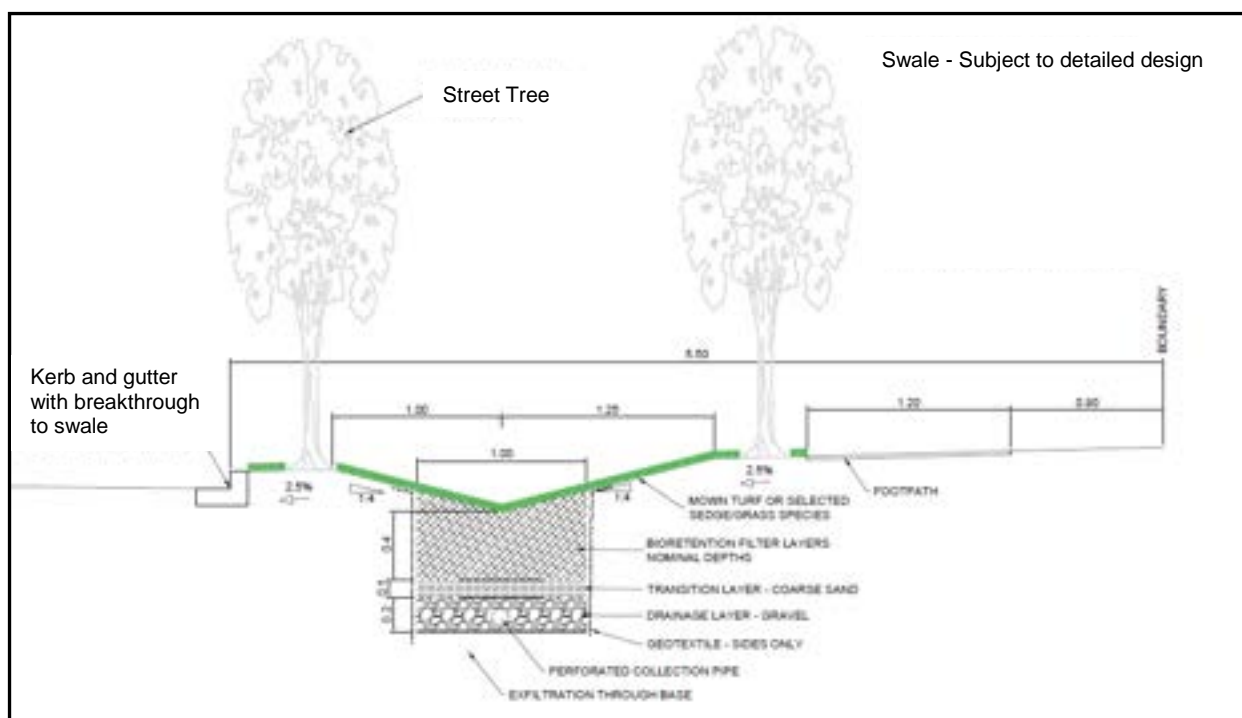 Swale - Subject to detailed design
Street Tree
BOUNDARY
5.50
Kerb and gutter
with breakthrough
to swale
1.00
1.25
1.20
0.90
1.00
2.5%
1:4
1:4
2.5%
FOOTPATH
MOWN TURF OR SELECTED
SEDGE/GRASS SPECIES
0.4
BIORETENTION FILTER LAYERS
NOMINAL DEPTHS
0.1
TRANSITION LAYER - COARSE SAND
0.2
DRAINAGE LAYER - GRAVEL
GEOTEXTILE - SIDES ONLY
PERFORATED COLLECTION PIPE
EXFILTRATION THROUGH BASE